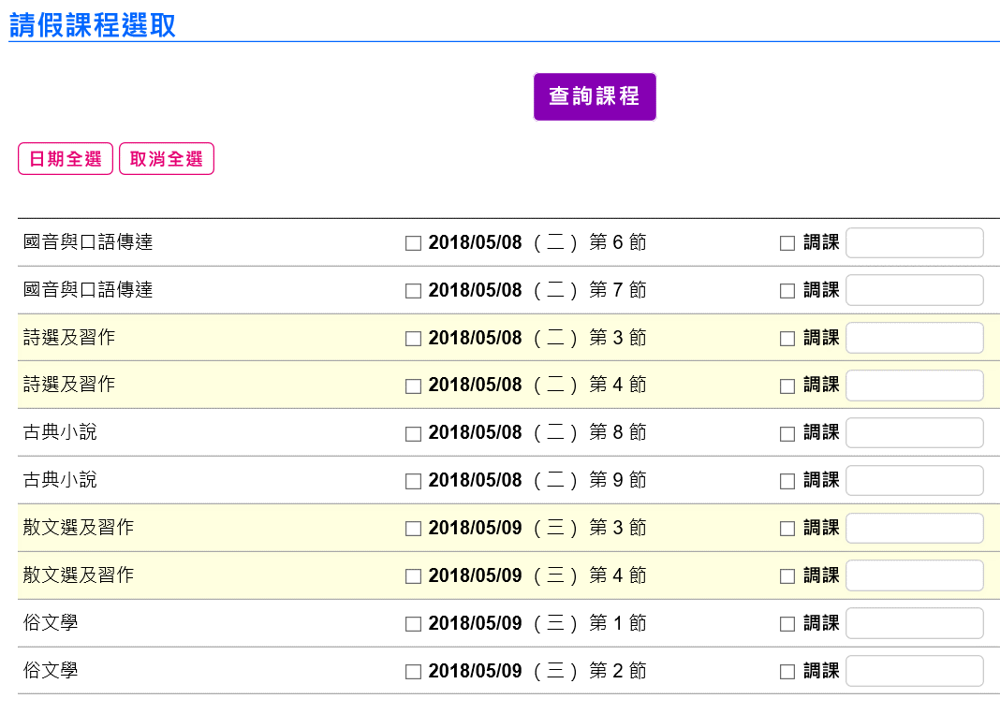 請假課程選取
查詢課程
日期全選 取消全選
國音與口語傳達 2018/05/08 (二) 第 6 節 調課
國音與口語傳達 2018/05/08 (二) 第 7 節 調課
詩選及習作 2018/05/08 (二) 第 3 節 調課
詩選及習作 2018/05/08 (二) 第 4 節 調課
古典小說 2018/05/08 (二) 第 8 節 調課
古典小說 2018/05/08 (二) 第 9 節 調課
散文選及習作 2018/05/09 (三) 第 3 節 調課
散文選及習作 2018/05/09 (三) 第 4 節 調課
俗文學 2018/05/09 (三) 第 1 節 調課
俗文學 2018/05/09 (三) 第 2 節 調課